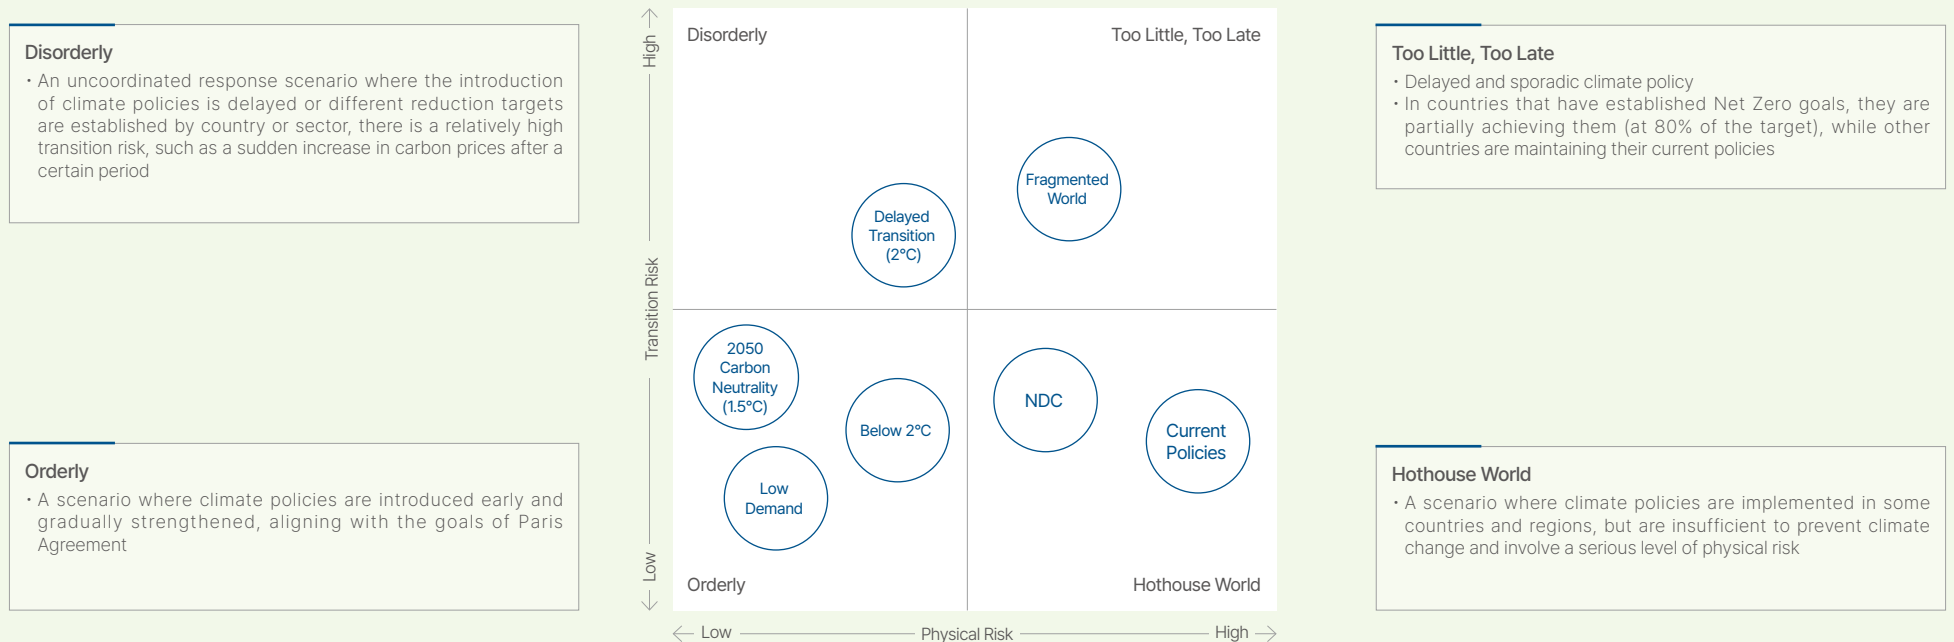 Disorderly
· An uncoordinated response scenario where the introduction
of climate policies is delayed or different reduction targets
are established by country or sector, there is a relatively high
transition risk, such as a sudden increase in carbon prices after a
certain period
Orderly
· A scenario where climate policies are introduced early and
gradually strengthened, aligning with the goals of Paris
Agreement
High
Transition Risk
Low
Disorderly
Too Little, Too Late
Fragmented
World
Delayed
Transition
(2°C)
2050
Carbon
Neutrality
(1.5°C)
Below 2°C
NDC
Current
Policies
Low
Demand
Orderly
Hothouse World
Low
Physical Risk
High
Too Little, Too Late
· Delayed and sporadic climate policy
· In countries that have established Net Zero goals, they are
partially achieving them (at 80% of the target), while other
countries are maintaining their current policies
Hothouse World
· A scenario where climate policies are implemented in some
countries and regions, but are insufficient to prevent climate
change and involve a serious level of physical risk